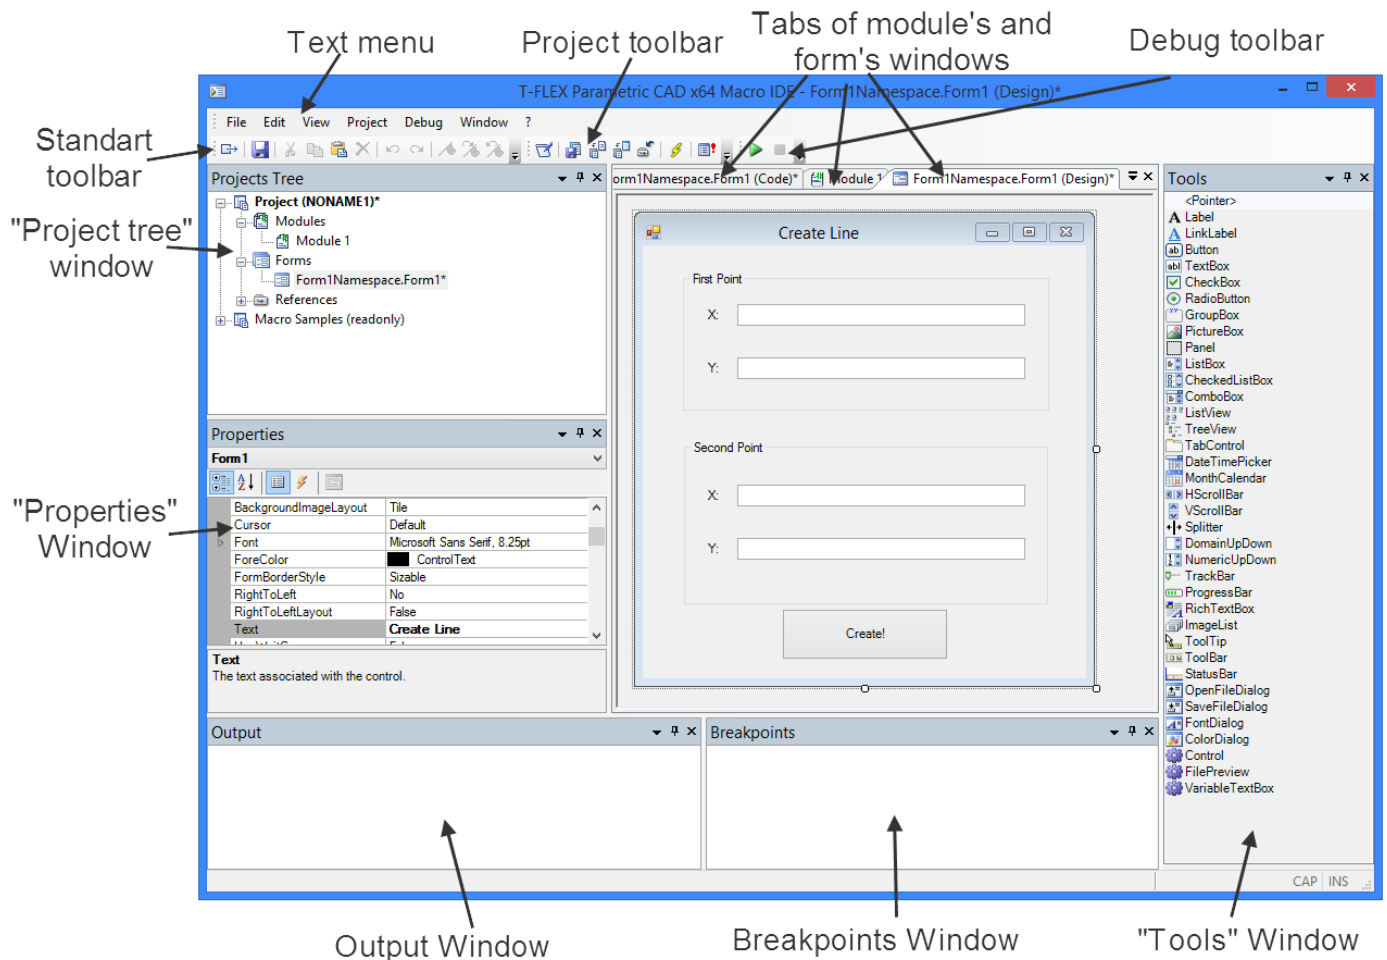 Text menu
Project toolbar
Tabs of module's and
form's windows
Debug toolbar
Standart
toolbar
"Project tree"
window
"Properties"
Window
T-FLEX Parametric CAD x64 Macro IDE - Form1Namespace.Form1 (Design)*
File Edit View Project Debug Window ?
Projects Tree
Project (NONAME1)*
Modules
Module 1
Forms
Form1Namespace.Form1*
References
Macro Samples (readonly)
Properties
Form1
BackgroundImageLayout Tile
Cursor Default
Font Microsoft Sans Serif, 8.25pt
ForeColor ControlText
FormBorderStyle Sizable
RightToLeft No
RightToLeftLayout False
Text Create Line
Text
The text associated with the control.
orm1Namespace.Form1 (Code)* Module 1 Form1Namespace.Form1 (Design)*
Create Line
First Point
X:
Y:
Second Point
X:
Y:
Create!
Tools
<Pointer>
Label
LinkLabel
Button
TextBox
CheckBox
RadioButton
GroupBox
PictureBox
Panel
ListBox
CheckedListBox
ComboBox
ListView
TreeView
TabControl
DateTimePicker
MonthCalendar
HScrollBar
VScrollBar
Splitter
DomainUpDown
NumericUpDown
TrackBar
ProgressBar
RichTextBox
ImageList
ToolTip
ToolBar
StatusBar
OpenFileDialog
SaveFileDialog
FontDialog
ColorDialog
Control
FilePreview
VariableTextBox
Output
Breakpoints
CAP INS
Output Window
Breakpoints Window
"Tools" Window